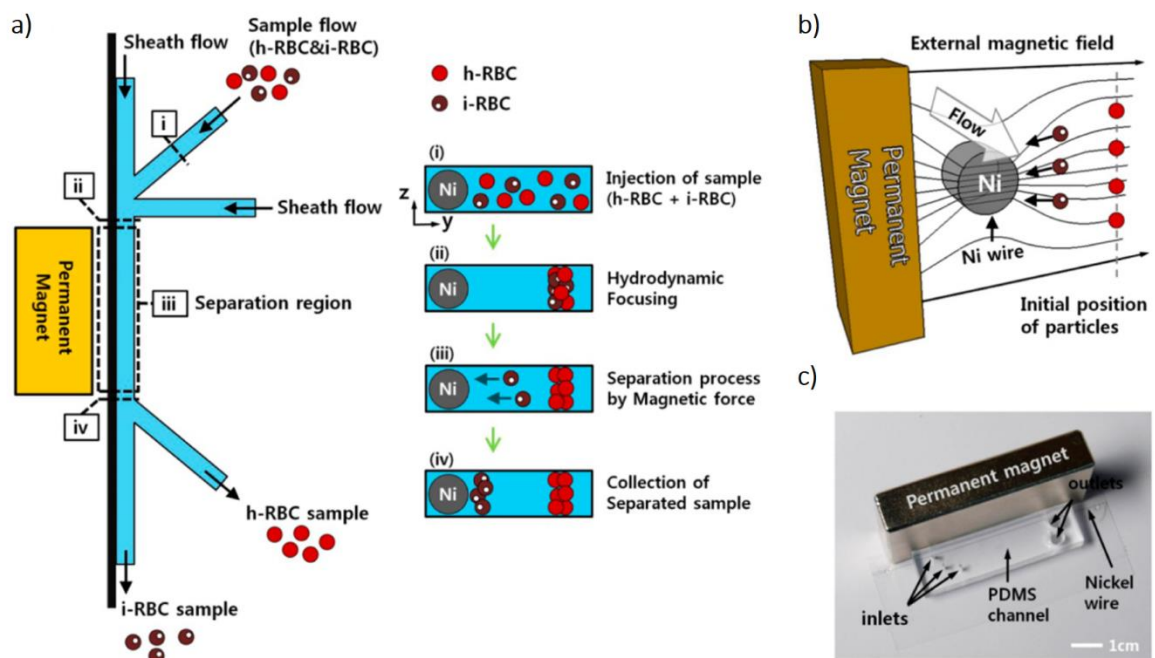 a)
Sheath flow
Sample flow
(h-RBC&i-RBC)
i
ii
Sheath flow
Permanent
Magnet
iii
Separation region
iv
h-RBC sample
i-RBC sample
h-RBC
i-RBC
(i)
Ni
z
y
Injection of sample
(h-RBC + i-RBC)
(ii)
Ni
Hydrodynamic
Focusing
(iii)
Ni
Separation process
by Magnetic force
(iv)
Ni
Collection of
Separated sample
b)
External magnetic field
Permanent
Magnet
Flow
Ni
Ni wire
Initial position
of particles
c)
Permanent magnet
outlets
inlets
PDMS
channel
Nickel
wire
1cm